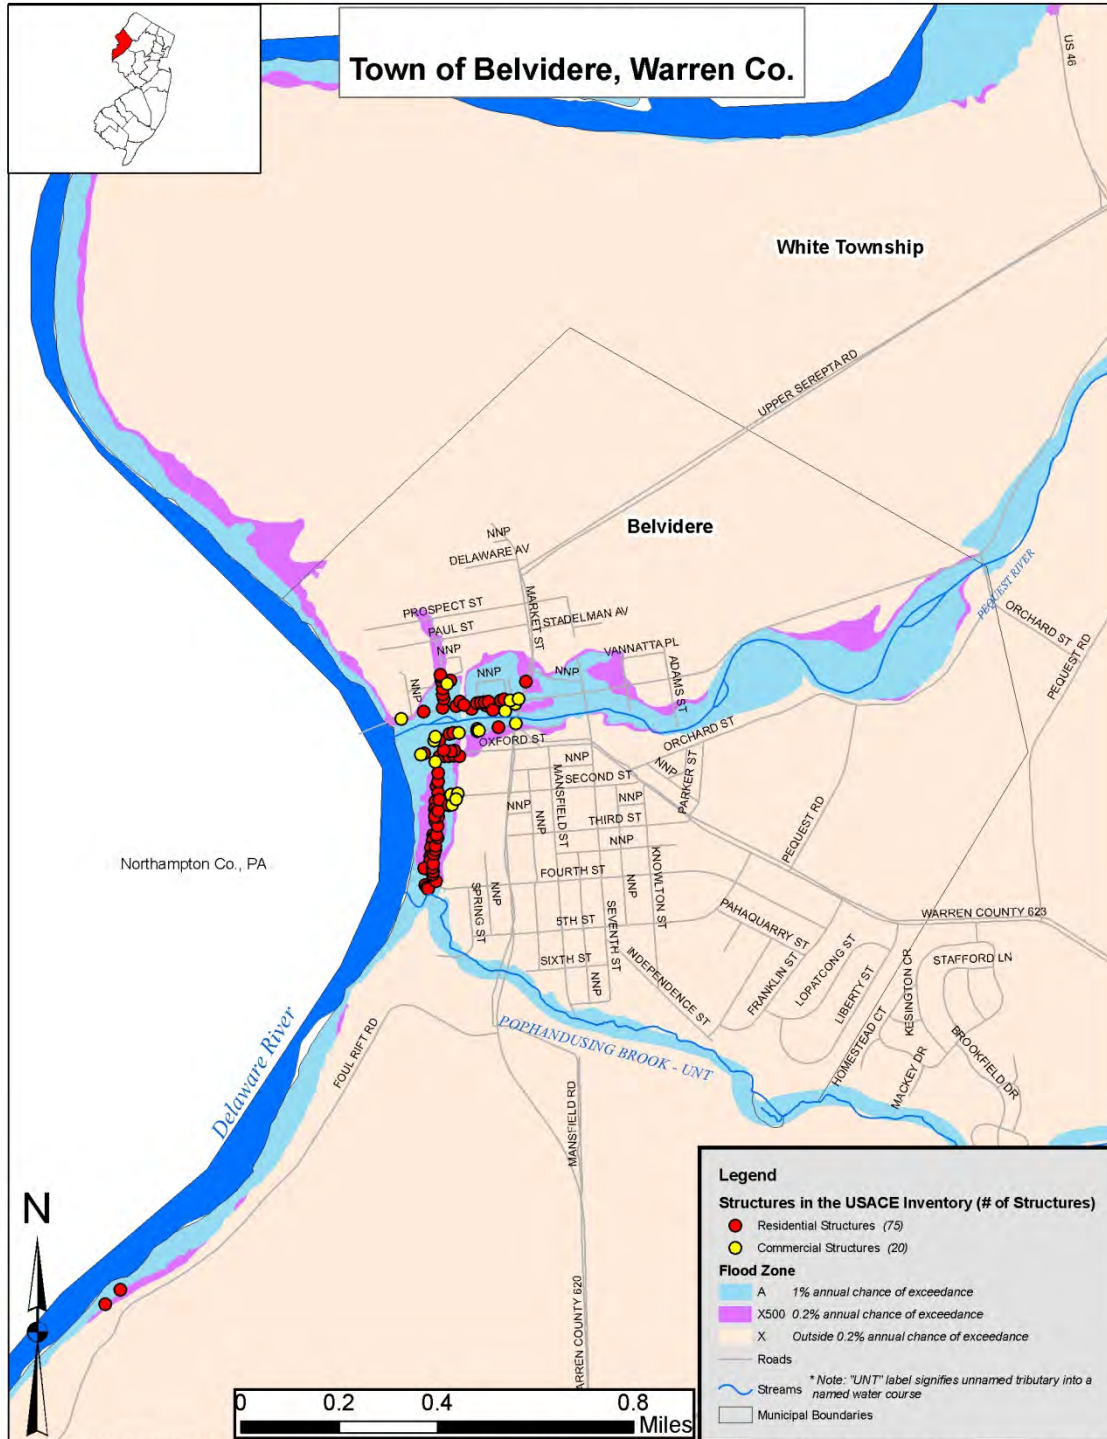 Town of Belvidere, Warren Co.
US 46
White Township
UPPER SEREPTA RD
Belvidere
NNP
DELAWARE AV
MARKET ST
PROSPECT ST
STADELMAN AV
PAUL ST
NNP
VANNATTA PL
NNP
NNP
NNP
ADAMS ST
PEQUEST RIVER
ORCHARD ST
PEQUEST RD
ORCHARD ST
OXFORD ST
NNP
NNP
SECOND ST
PARKER ST
MANSFIELD ST
NNP
NNP
THIRD ST
NNP
NNP
PEQUEST RD
Northampton Co., PA
FOURTH ST
KNOWLTON ST
NNP
NNP
SPRING ST
5TH ST
SEVENTH ST
PAHAQUARRY ST
WARREN COUNTY 623
SIXTH ST
NNP
INDEPENDENCE ST
FRANKLIN ST
LOPATCONG ST
LIBERTY ST
KESINGTON CR
STAFFORD LN
HOMESTEAD CT
MACKEY DR
BROOKFIELD DR
POPHANDUSING BROOK - UNT
FOUL RIFT RD
Delaware River
MANSFIELD RD
WARREN COUNTY 620
N
0 0.2 0.4 0.8
Miles
Legend
Structures in the USACE Inventory (# of Structures)
Residential Structures (75)
Commercial Structures (20)
Flood Zone
A 1% annual chance of exceedance
X500 0.2% annual chance of exceedance
X Outside 0.2% annual chance of exceedance
Roads
Streams * Note: "UNT" label signifies unnamed tributary into a
named water course
Municipal Boundaries